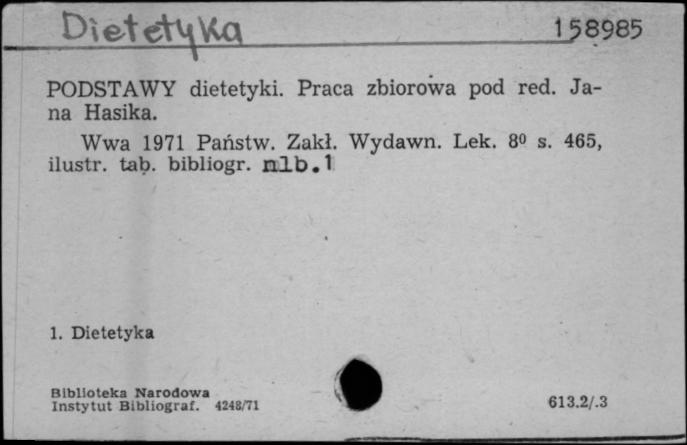 Dietetyka 158985
PODSTAWY dietetyki. Praca zbiorowa pod red. Ja-
na Hasika.
Wwa 1971 Państw. Zakł. Wydawn. Lek. 8⁰ s. 465,
ilustr. tab. bibliogr. nlb.1
1. Dietetyka
Biblioteka Narodowa
Instytut Bibliograf. 4248/71 613.2/.3